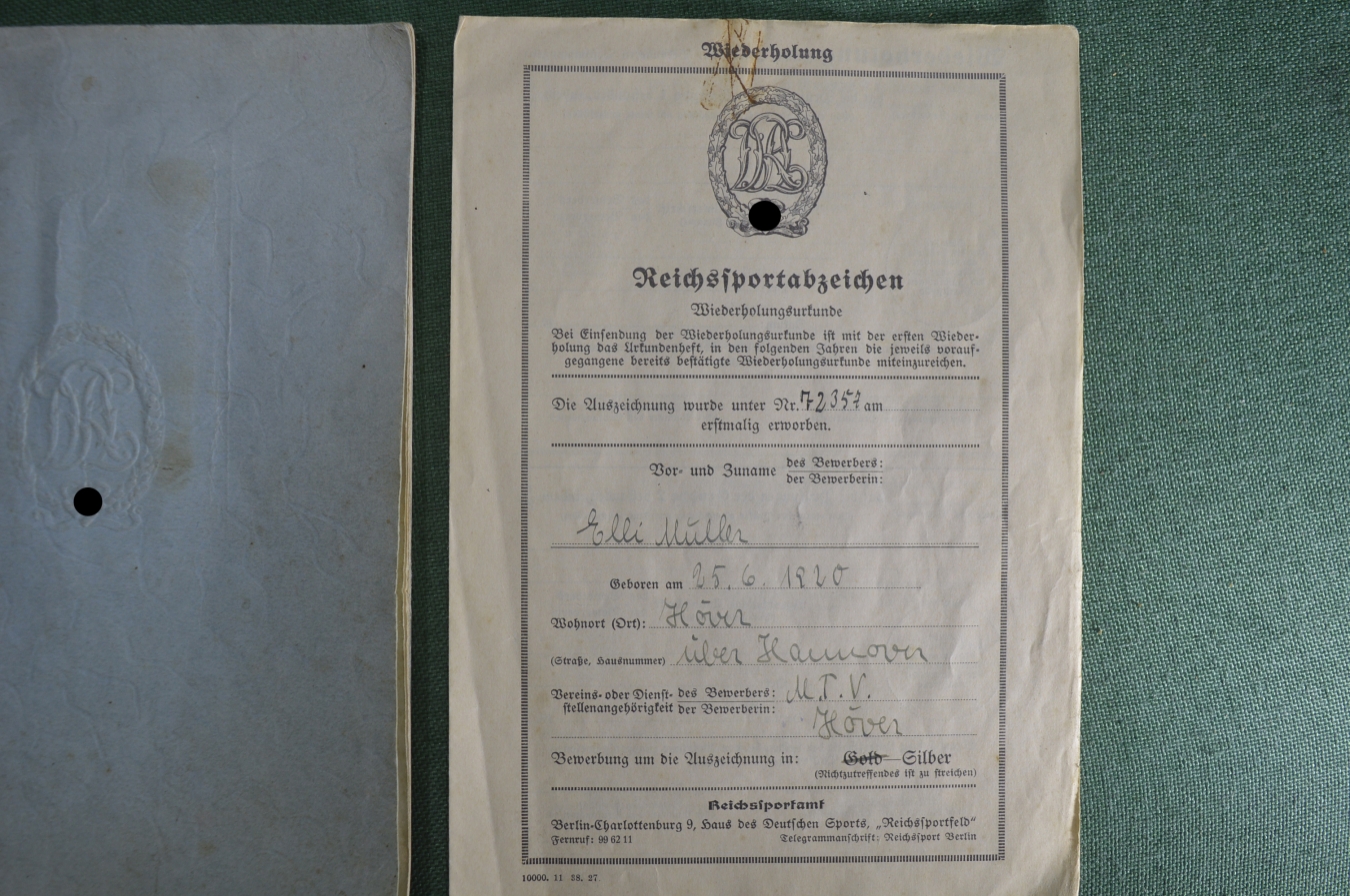 Wiederholung
DRL
DRL
Reichssportabzeichen
Wiederholungsurkunde
Bei Einsendung der Wiederholungsurkunde ist mit der ersten Wieder-
holung das Urkundenheft, in den folgenden Jahren die jeweils vorauf-
gegangene bereits bestätigte Wiederholungsurkunde miteinzureichen.
Die Auszeichnung wurde unter Nr. 72357 am
erstmalig erworben.
Vor- und Zuname des Bewerbers:
der Bewerberin:
Elli Müller
Geboren am 25. 6. 1920
Wohnort (Ort): Höver
(Straße, Hausnummer) über Hannover
Vereins- oder Dienst- des Bewerbers: M.T.V.
stellenangehörigkeit der Bewerberin:
Höver
Bewerbung um die Auszeichnung in: Gold — Silber
(Nichtzutreffendes ist zu streichen)
Reichssportamt
Berlin-Charlottenburg 9, Haus des Deutschen Sports, „Reichssportfeld“
Fernruf: 99 62 11 Telegrammanschrift: Reichssport Berlin
10000. 11. 38. 27.